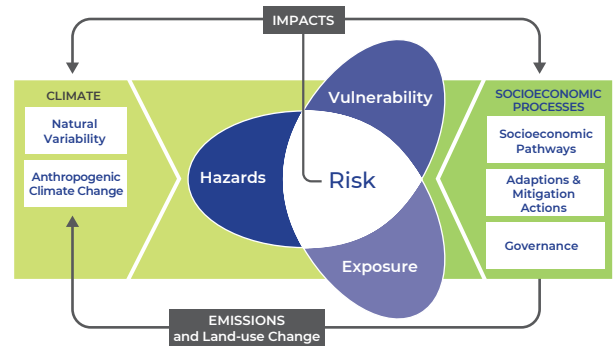 IMPACTS
CLIMATE
Natural
Variability
Anthropogenic
Climate Change
Hazards
Vulnerability
Risk
Exposure
SOCIOECONOMIC
PROCESSES
Socioeconomic
Pathways
Adaptions &
Mitigation
Actions
Governance
EMISSIONS
and Land-use Change